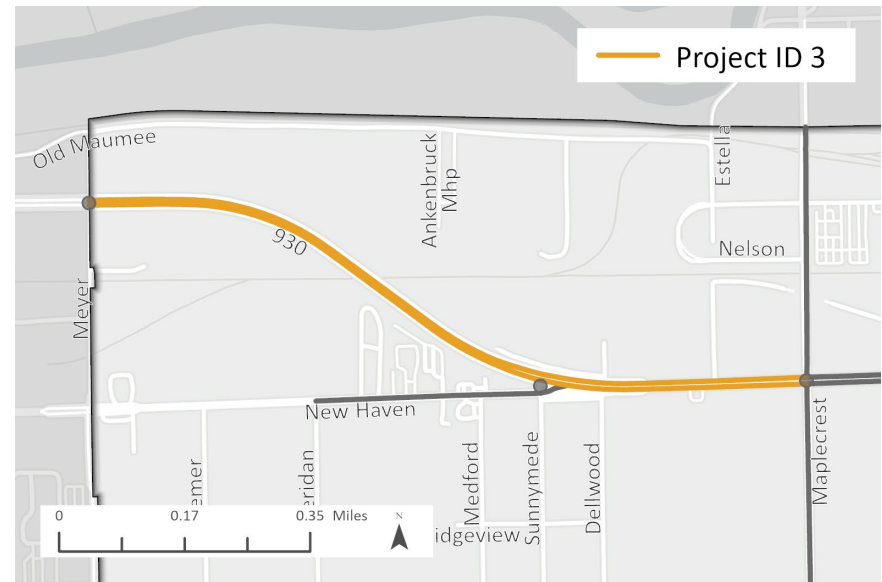 Project ID 3
Old Maumee
Ankenbruck
Mhp
Estella
930
Nelson
Meyer
New Haven
emer
eridan
Medford
Sunnymede
Dellwood
Maplecrest
idgeview
0 0.17 0.35 Miles
N